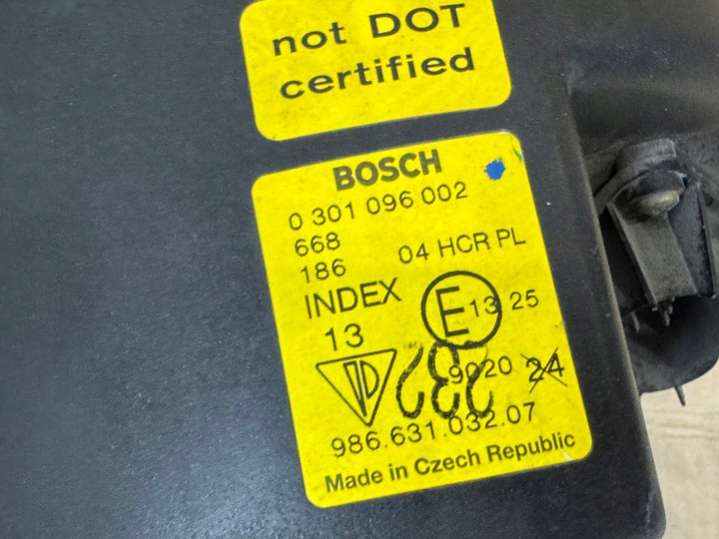 not DOT
certified
BOSCH
0 301 096 002
668
186 04 HCR PL
INDEX
13
E 13 25
232
9020 24
986.631.032.07
Made in Czech Republic